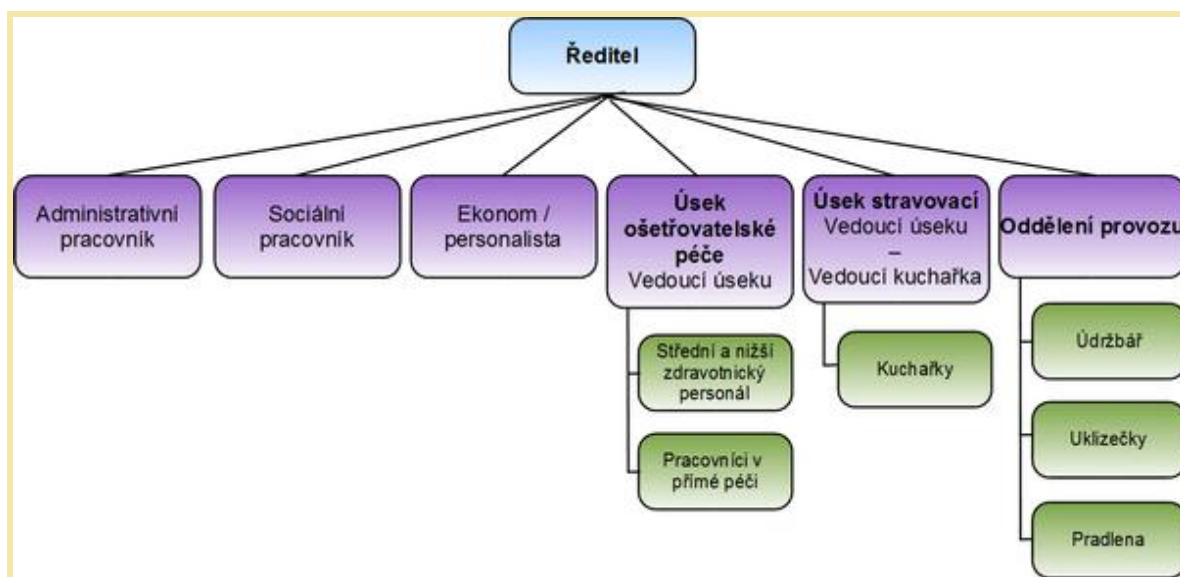 Ředitel
Administrativní
pracovník
Sociální
pracovník
Ekonom /
personalista
Úsek
ošetřovatelské
péče
Vedoucí úseku
Úsek stravovací
Vedoucí úseku
–
Vedoucí kuchařka
Oddělení provozu
Střední a nižší
zdravotnický
personál
Pracovníci v
přímé péči
Kuchařky
Údržbář
Uklizečky
Pradlena